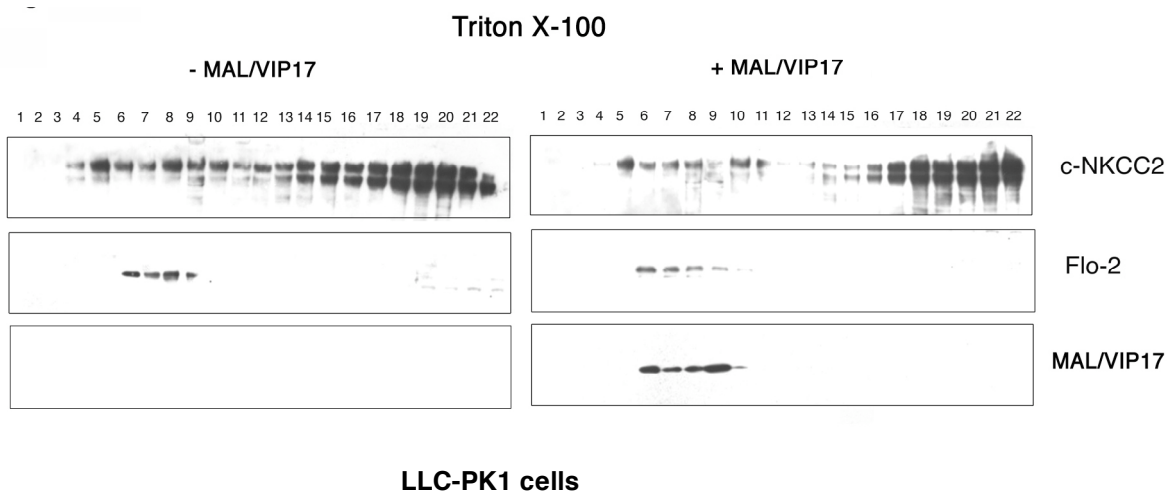 Triton X-100
- MAL/VIP17
+ MAL/VIP17
1 2 3 4 5 6 7 8 9 10 11 12 13 14 15 16 17 18 19 20 21 22
1 2 3 4 5 6 7 8 9 10 11 12 13 14 15 16 17 18 19 20 21 22
c-NKCC2
Flo-2
MAL/VIP17
LLC-PK1 cells